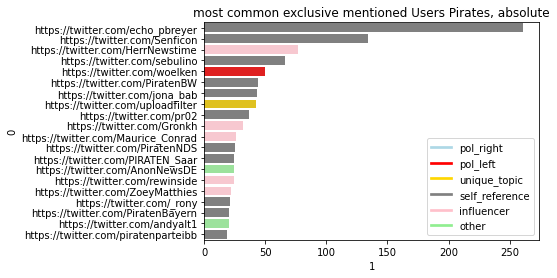 most common exclusive mentioned Users Pirates, absolute
https://twitter.com/echo_pbreyer
https://twitter.com/Senficon
https://twitter.com/HerrNewstime
https://twitter.com/sebulino
https://twitter.com/woelken
https://twitter.com/PiratenBW
https://twitter.com/jona_bab
https://twitter.com/uploadfilter
https://twitter.com/pr02
https://twitter.com/Gronkh
https://twitter.com/Maurice_Conrad
https://twitter.com/PiratenNDS
https://twitter.com/PIRATEN_Saar
https://twitter.com/AnonNewsDE
https://twitter.com/rewinside
https://twitter.com/ZoeyMatthies
https://twitter.com/_rony
https://twitter.com/PiratenBayern
https://twitter.com/andyalt1
https://twitter.com/piratenparteibb
0
pol_right
pol_left
unique_topic
self_reference
influencer
other
0 50 100 150 200 250
1